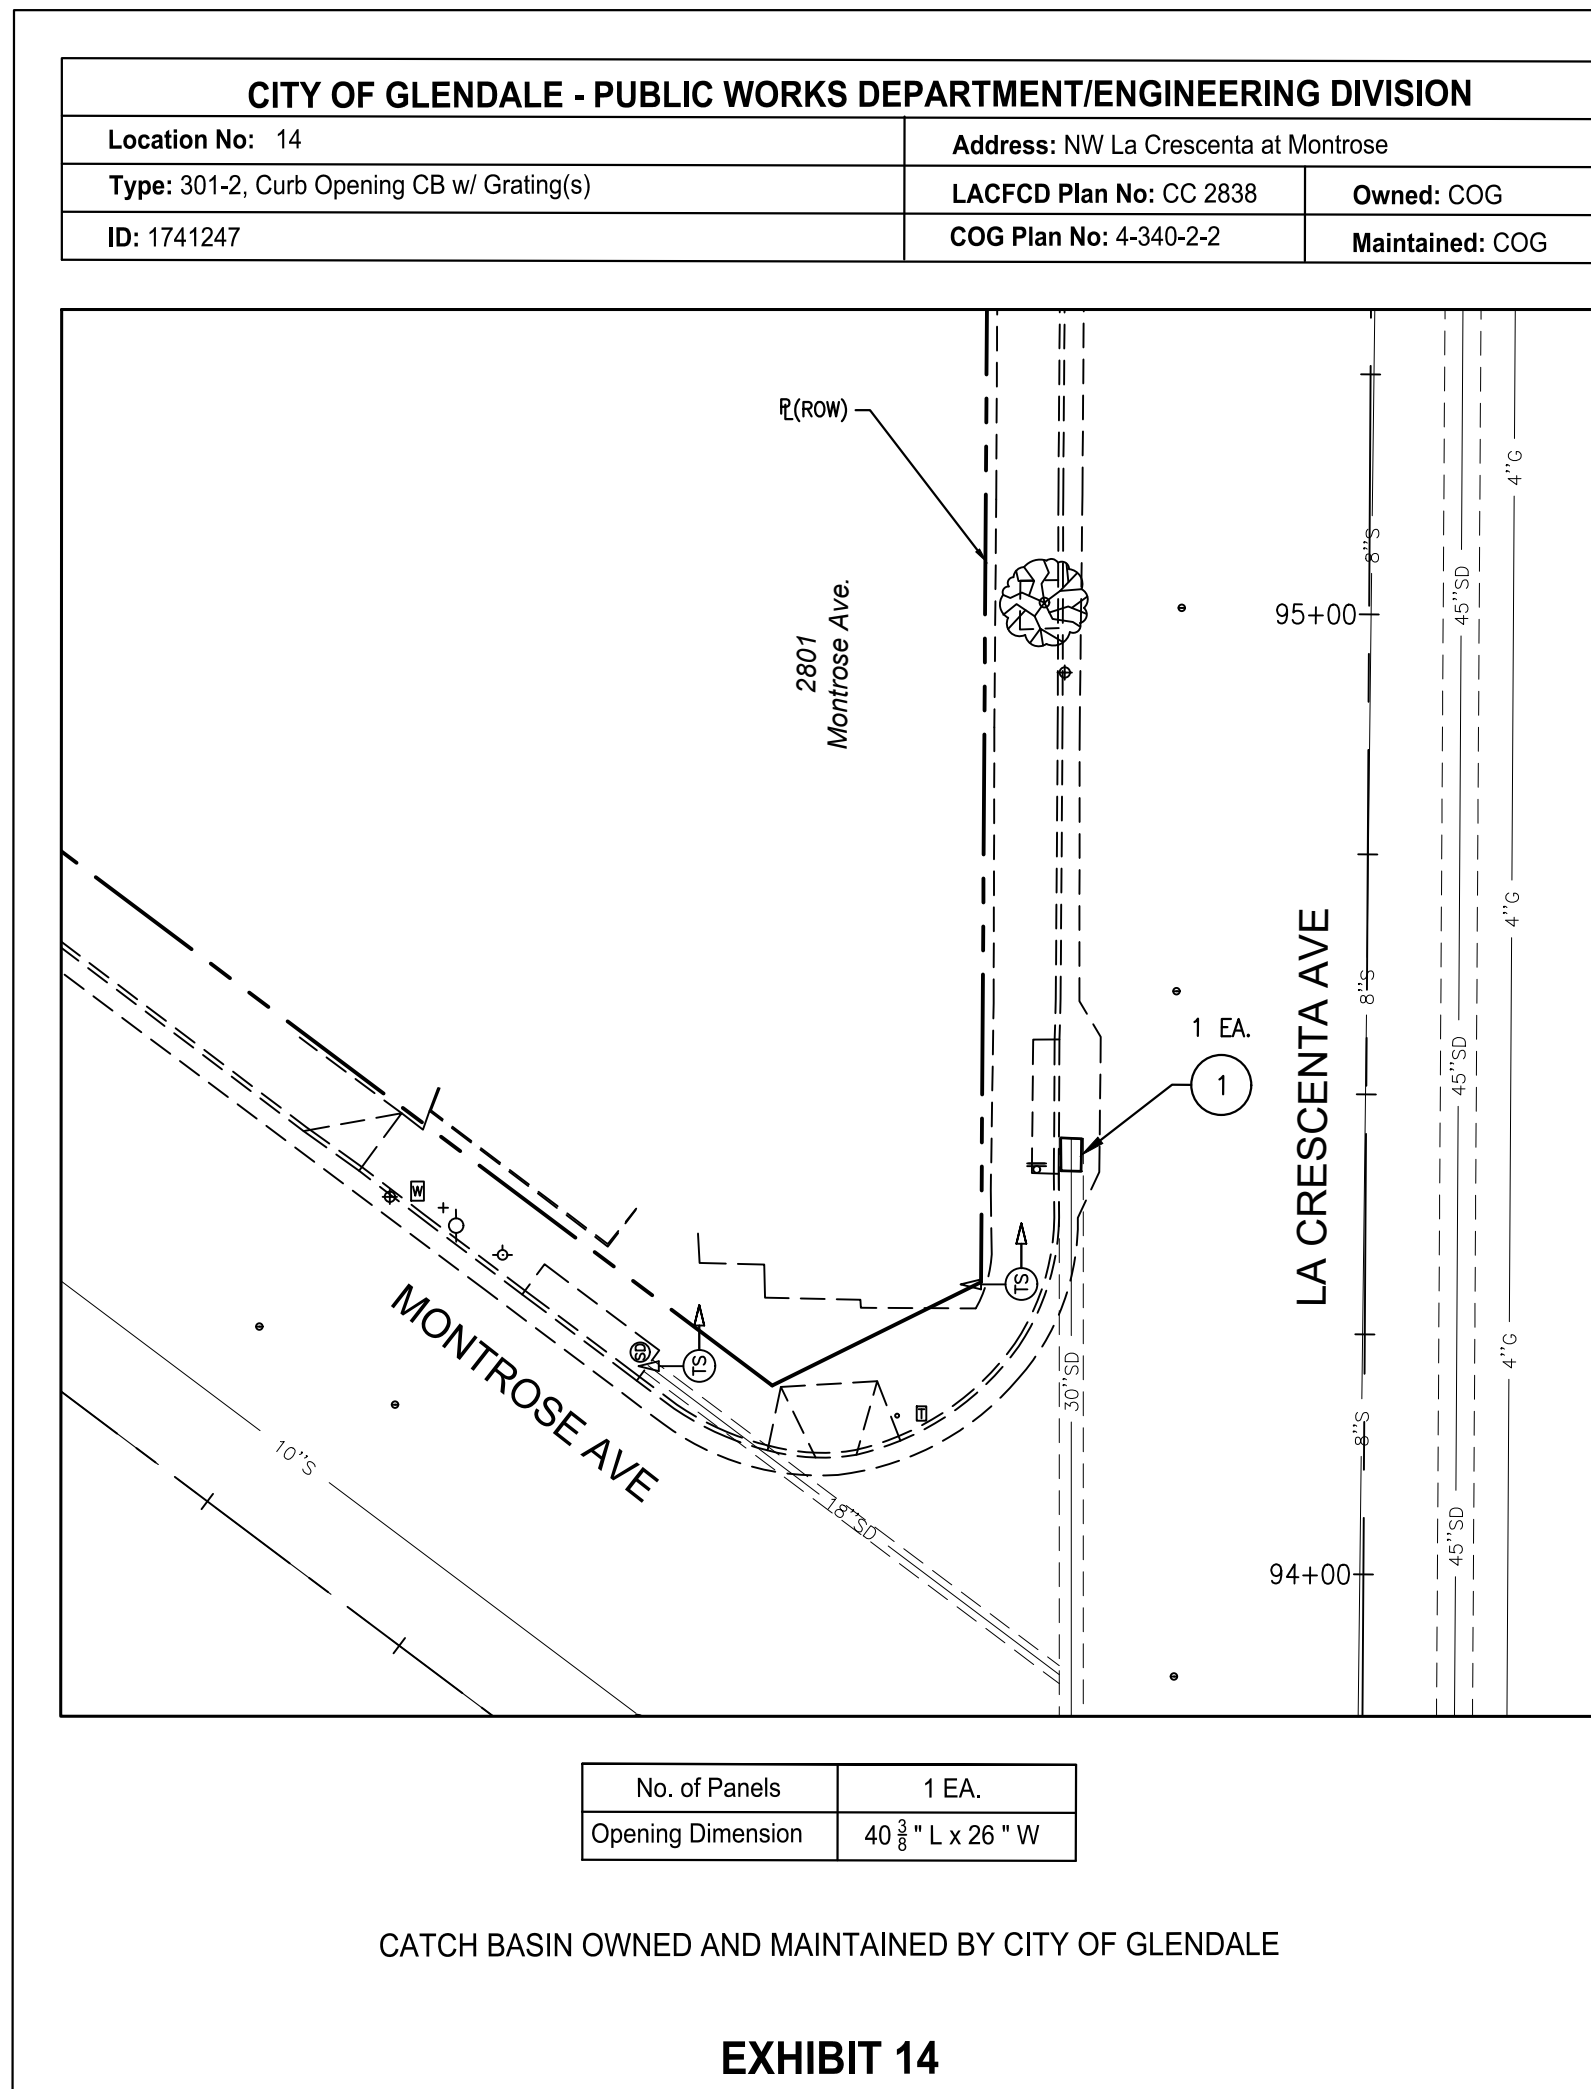 CITY OF GLENDALE - PUBLIC WORKS DEPARTMENT/ENGINEERING DIVISION
Location No: 14
Address: NW La Crescenta at Montrose
Type: 301-2, Curb Opening CB w/ Grating(s)
LACFCD Plan No: CC 2838
Owned: COG
ID: 1741247
COG Plan No: 4-340-2-2
Maintained: COG
℄(ROW)
2801
Montrose Ave.
95+00
8''S
45''SD
4''G
4''G
LA CRESCENTA AVE
8''S
45''SD
1 EA.
1
W
TS
TS
SD
T
MONTROSE AVE
10''S
18''SD
30''SD
8''S
4''G
45''SD
94+00
No. of Panels
1 EA.
Opening Dimension
40 3/8 " L x 26 " W
CATCH BASIN OWNED AND MAINTAINED BY CITY OF GLENDALE
EXHIBIT 14